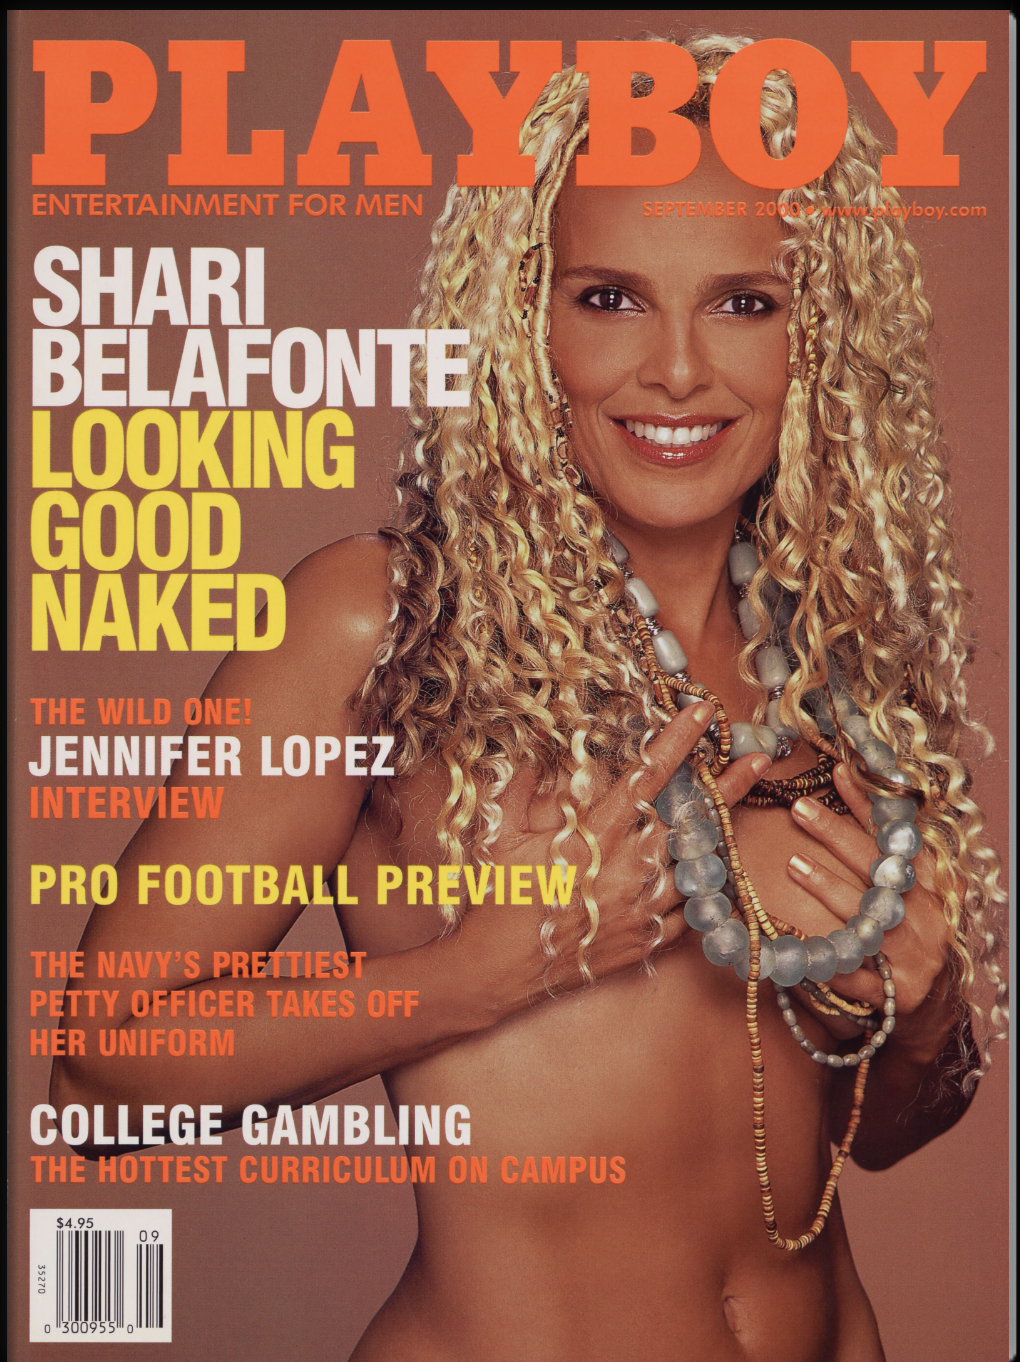 PLAYBOY
ENTERTAINMENT FOR MEN
SEPTEMBER 2000 • www.playboy.com
SHARI
BELAFONTE
LOOKING
GOOD
NAKED
THE WILD ONE!
JENNIFER LOPEZ
INTERVIEW
PRO FOOTBALL PREVIEW
THE NAVY'S PRETTIEST
PETTY OFFICER TAKES OFF
HER UNIFORM
COLLEGE GAMBLING
THE HOTTEST CURRICULUM ON CAMPUS
$4.95
09
35270
0 300955 0